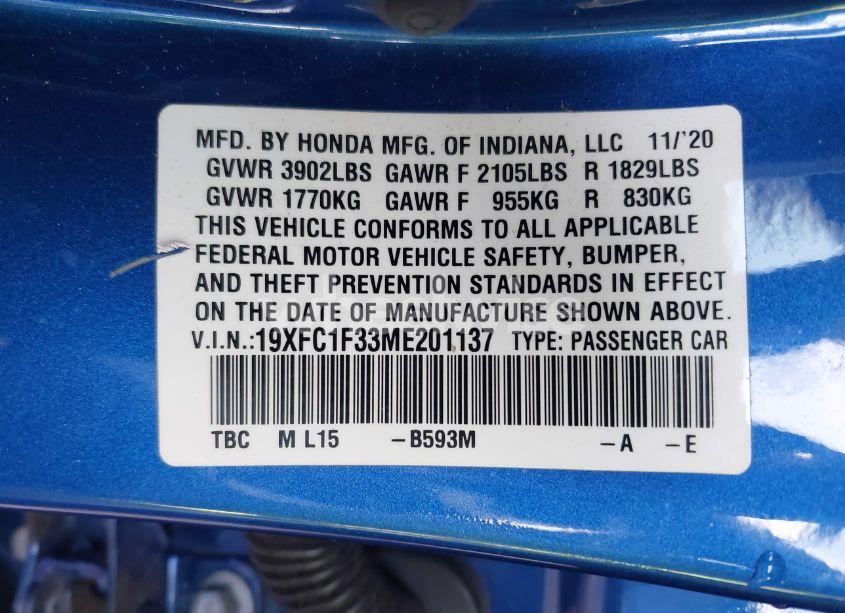 MFD. BY HONDA MFG. OF INDIANA, LLC 11/'20
GVWR 3902LBS GAWR F 2105LBS R 1829LBS
GVWR 1770KG GAWR F 955KG R 830KG
THIS VEHICLE CONFORMS TO ALL APPLICABLE
FEDERAL MOTOR VEHICLE SAFETY, BUMPER,
AND THEFT PREVENTION STANDARDS IN EFFECT
ON THE DATE OF MANUFACTURE SHOWN ABOVE.
V.I.N.:19XFC1F33ME201137 TYPE: PASSENGER CAR
TBC M L15 –B593M –A –E